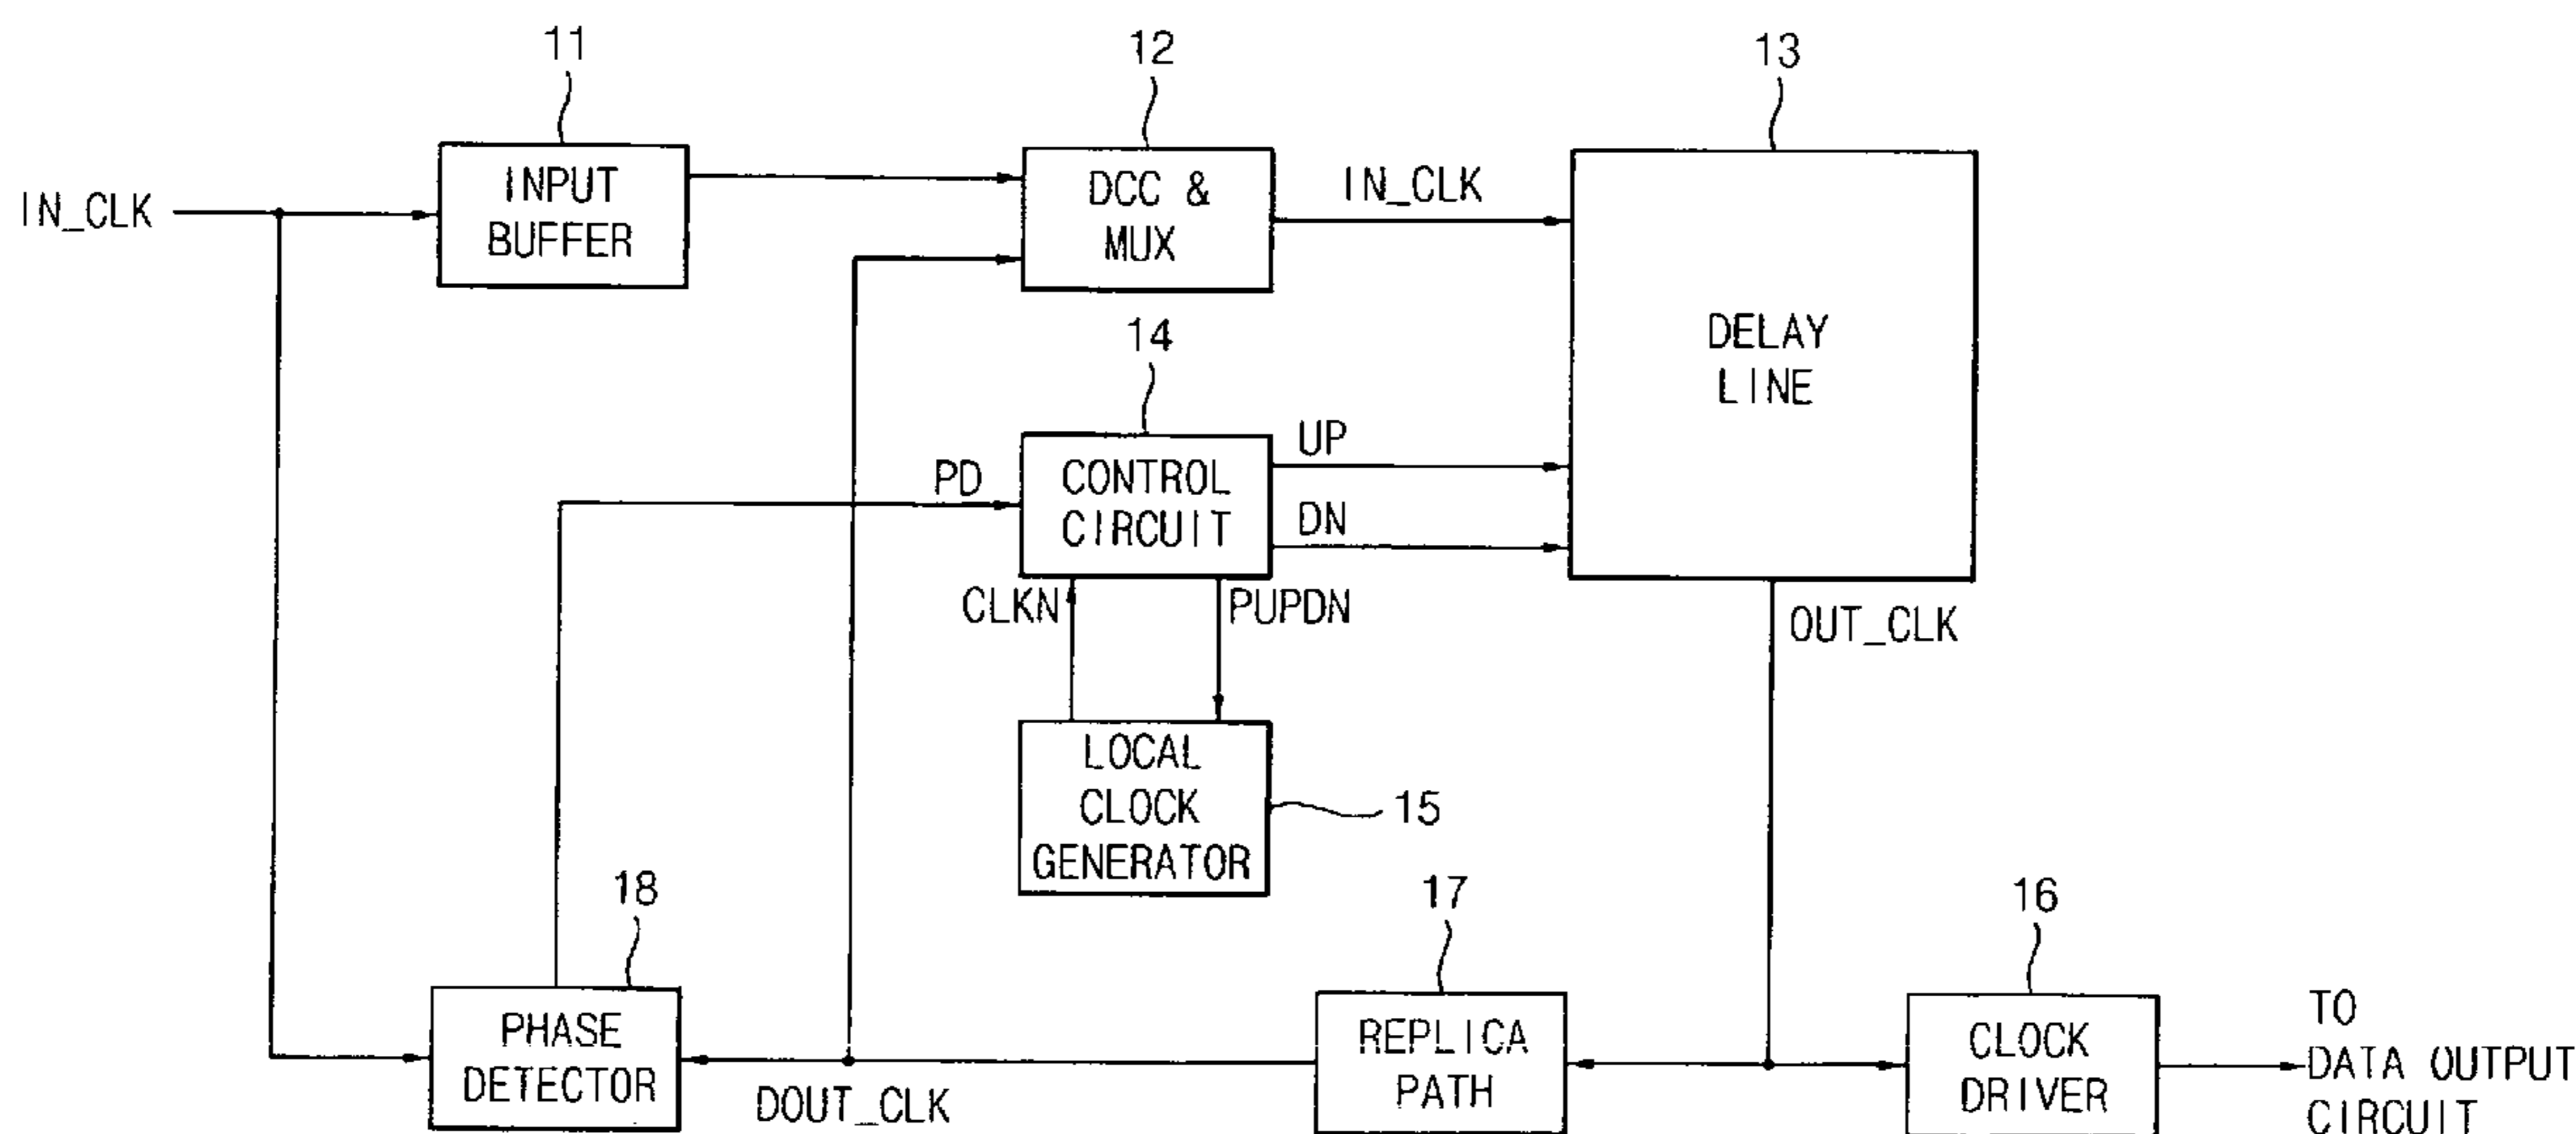 11
12
13
IN_CLK
INPUT
BUFFER
DCC &
MUX
IN_CLK
DELAY
LINE
14
PD
CONTROL
CIRCUIT
UP
DN
CLKN
PUPDN
OUT_CLK
LOCAL
CLOCK
GENERATOR
15
18
17
16
PHASE
DETECTOR
DOUT_CLK
REPLICA
PATH
CLOCK
DRIVER
TO
DATA OUTPUT
CIRCUIT